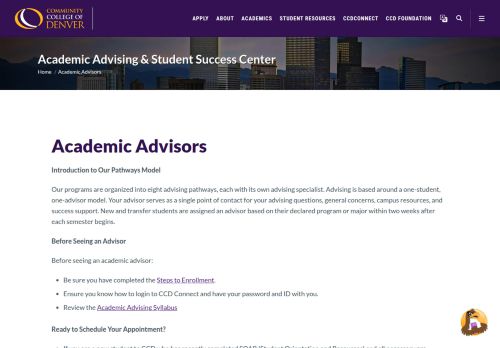 COMMUNITY
COLLEGE OF
DENVER
APPLY ABOUT ACADEMICS STUDENT RESOURCES CCDCONNECT CCD FOUNDATION
Academic Advising & Student Success Center
Home / Academic Advisors
Academic Advisors
Introduction to Our Pathways Model
Our programs are organized into eight advising pathways, each with its own advising specialist. Advising is based around a one-student,
one-advisor model. Your advisor serves as a single point of contact for your advising questions, general concerns, campus resources, and
success support. New and transfer students are assigned an advisor based on their declared program or major within two weeks after
each semester begins.
Before Seeing an Advisor
Before seeing an academic advisor:
Be sure you have completed the Steps to Enrollment.
Ensure you know how to login to CCD Connect and have your password and ID with you.
Review the Academic Advising Syllabus
Ready to Schedule Your Appointment?